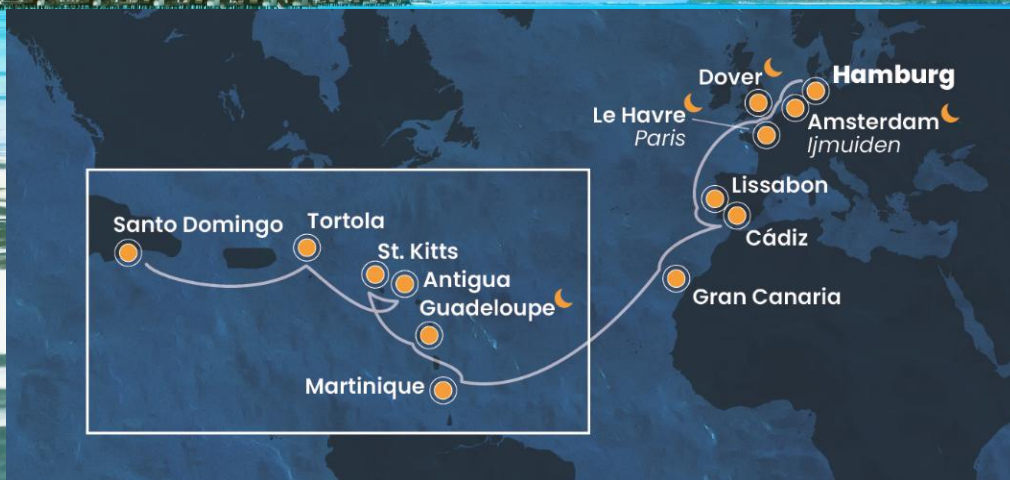 Dover
Hamburg
Le Havre
Paris
Amsterdam
Ijmuiden
Lissabon
Cádiz
Santo Domingo
Tortola
St. Kitts
Antigua
Guadeloupe
Gran Canaria
Martinique